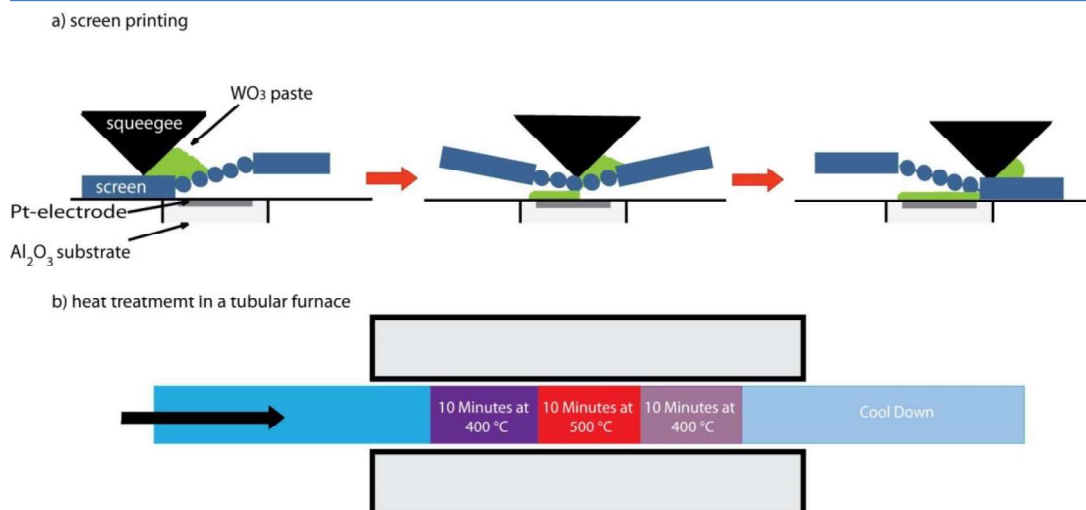 a) screen printing
WO₃ paste
squeegee
screen
Pt-electrode
Al₂O₃ substrate
b) heat treatmemt in a tubular furnace
10 Minutes at
400 °C
10 Minutes at
500 °C
10 Minutes at
400 °C
Cool Down